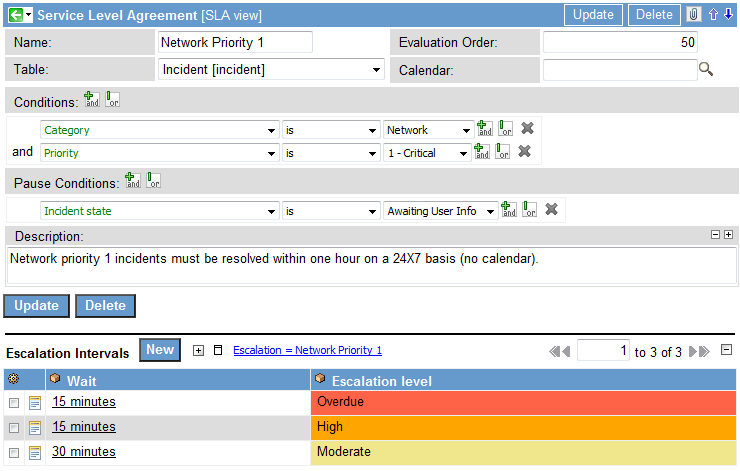 Service Level Agreement [SLA view] Update Delete
Name: Network Priority 1 Evaluation Order: 50
Table: Incident [incident] Calendar:
Conditions: and or
Category is Network and or
and Priority is 1 - Critical and or
Pause Conditions: and or
Incident state is Awaiting User Info and or
Description:
Network priority 1 incidents must be resolved within one hour on a 24X7 basis (no calendar).
Update Delete
Escalation Intervals New Escalation = Network Priority 1 1 to 3 of 3
Wait Escalation level
15 minutes Overdue
15 minutes High
30 minutes Moderate